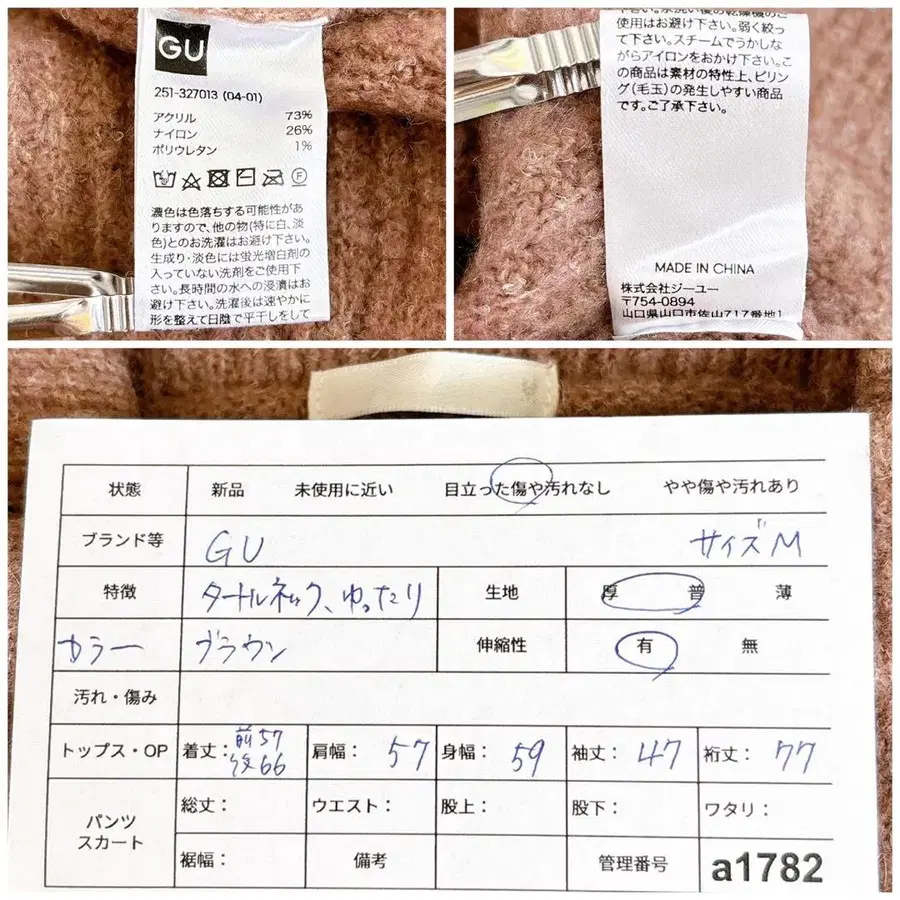 GU
251-327013 (04-01)
アクリル 73%
ナイロン 26%
ポリウレタン 1%
濃色は色落ちする可能性があ
りますので、他の物(特に白、淡
色)とのお洗濯はお避け下さい。
生成り・淡色には蛍光増白剤の
入っていない洗剤をご使用下
さい。長時間の水への浸漬はお
避け下さい。洗濯後は速やかに
形を整えて日陰で平干しをして
下さい。水洗い後の乾燥機のご
使用はお避け下さい。弱く絞っ
て下さい。スチームでうかしな
がらアイロンをおかけ下さい。こ
の商品は素材の特性上、ピリン
グ(毛玉)の発生しやすい商品
です。ご了承下さい。
MADE IN CHINA
株式会社ジーユー
〒754-0894
山口県山口市佐山717番地1
状態 新品 未使用に近い 目立った傷や汚れなし やや傷や汚れあり
ブランド等 GU サイズM
特徴 タートルネック、ゆったり 生地 厚 普 薄
カラー ブラウン 伸縮性 有 無
汚れ・傷み
トップス・OP 着丈: 前57 後66 肩幅: 57 身幅: 59 袖丈: 47 裄丈: 77
パンツ スカート 総丈: ウエスト: 股上: 股下: ワタリ:
裾幅: 備考 管理番号 a1782